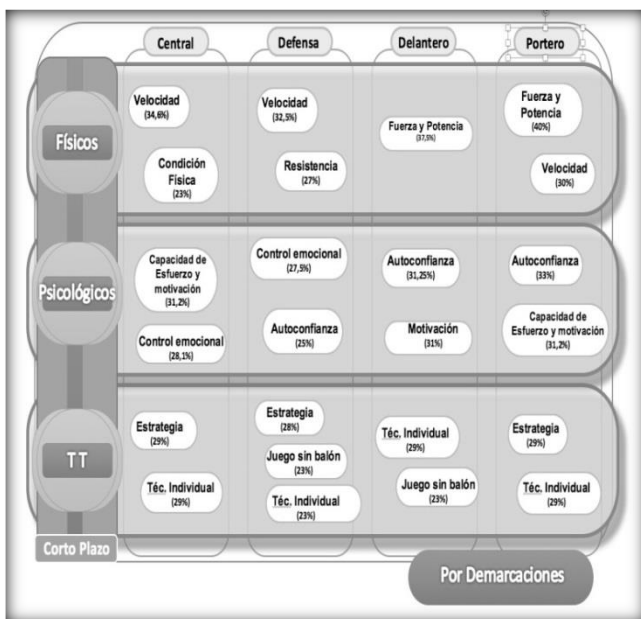 Central
Defensa
Delantero
Portero
Físicos
Velocidad
(34,6%)
Condición
Física
(23%)
Velocidad
(32,5%)
Resistencia
(27%)
Fuerza y Potencia
(37,5%)
Fuerza y
Potencia
(40%)
Velocidad
(30%)
Psicológicos
Capacidad de
Esfuerzo y
motivación
(31,2%)
Control emocional
(28,1%)
Control emocional
(27,5%)
Autoconfianza
(25%)
Autoconfianza
(31,25%)
Motivación
(31%)
Autoconfianza
(33%)
Capacidad de
Esfuerzo y motivación
(31,2%)
TT
Estrategia
(29%)
Téc. Individual
(29%)
Estrategia
(28%)
Juego sin balón
(23%)
Téc. Individual
(23%)
Téc. Individual
(29%)
Juego sin balón
(23%)
Estrategia
(29%)
Téc. Individual
(29%)
Corto Plazo
Por Demarcaciones